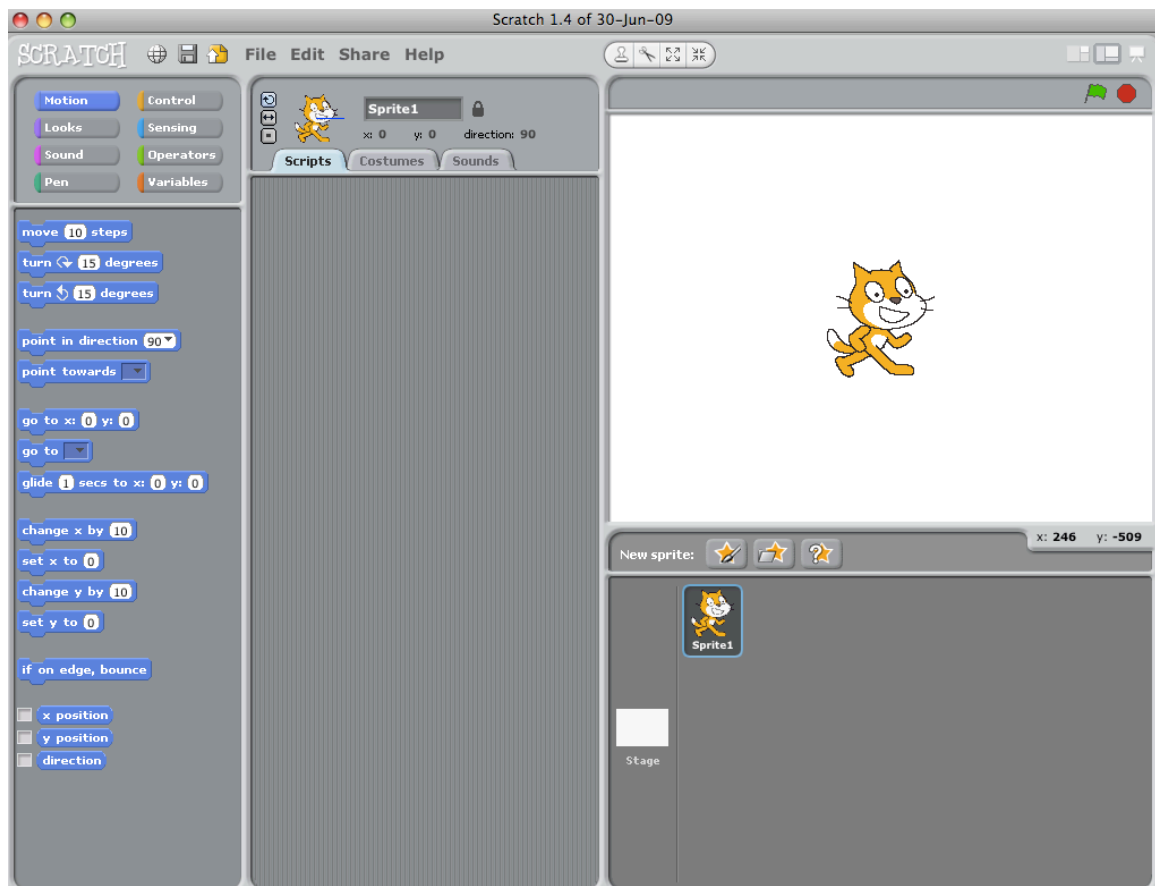 Scratch 1.4 of 30-Jun-09
SCRATCH File Edit Share Help
Motion Control
Looks Sensing
Sound Operators
Pen Variables
move 10 steps
turn 15 degrees
turn 15 degrees
point in direction 90
point towards
go to x: 0 y: 0
go to
glide 1 secs to x: 0 y: 0
change x by 10
set x to 0
change y by 10
set y to 0
if on edge, bounce
x position
y position
direction
Sprite1
x: 0 y: 0 direction: 90
Scripts Costumes Sounds
x: 246 y: -509
New sprite:
Sprite1
Stage